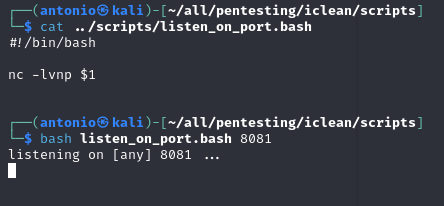 ┌──(antonio㉿kali)-[~/all/pentesting/iclean/scripts]
└─$ cat ../scripts/listen_on_port.bash
#!/bin/bash
nc -lvnp $1
┌──(antonio㉿kali)-[~/all/pentesting/iclean/scripts]
└─$ bash listen_on_port.bash 8081
listening on [any] 8081 ...